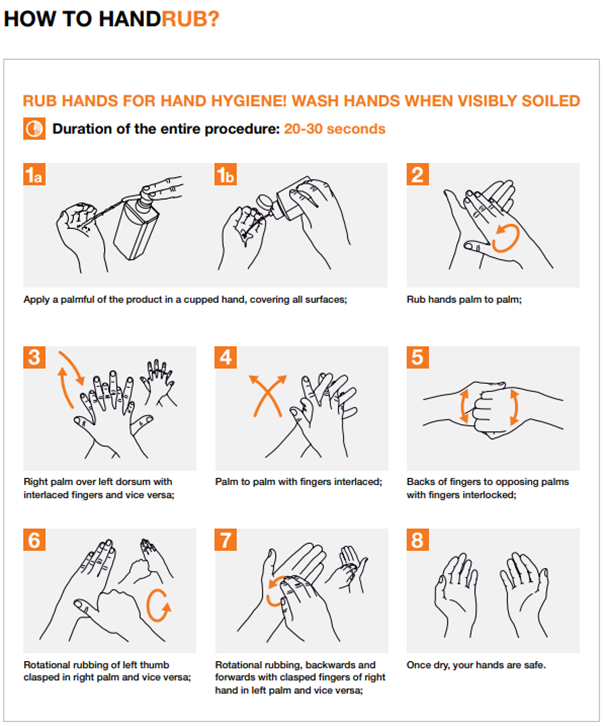 HOW TO HANDRUB?
RUB HANDS FOR HAND HYGIENE! WASH HANDS WHEN VISIBLY SOILED
Duration of the entire procedure: 20-30 seconds
1a
1b
2
Apply a palmful of the product in a cupped hand, covering all surfaces;
Rub hands palm to palm;
3
4
5
Right palm over left dorsum with
interlaced fingers and vice versa;
Palm to palm with fingers interlaced;
Backs of fingers to opposing palms
with fingers interlocked;
6
7
8
Rotational rubbing of left thumb
clasped in right palm and vice versa;
Rotational rubbing, backwards and
forwards with clasped fingers of right
hand in left palm and vice versa;
Once dry, your hands are safe.